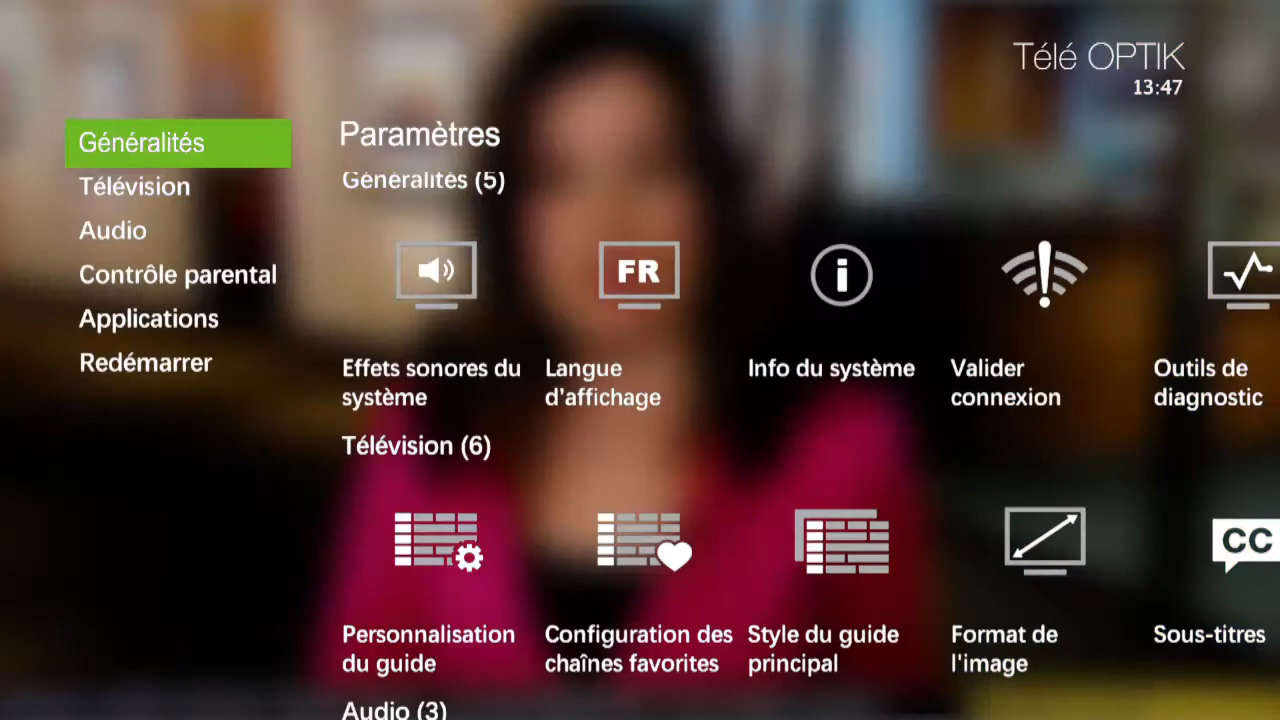 Télé OPTIK
13:47
Généralités
Télévision
Audio
Contrôle parental
Applications
Redémarrer
Paramètres
Généralités (5)
Effets sonores du
système
FR
Langue
d'affichage
i
Info du système
Valider
connexion
Outils de
diagnostic
Télévision (6)
Personnalisation
du guide
Configuration des
chaînes favorites
Style du guide
principal
Format de
l'image
CC
Sous-titres
Audio (3)